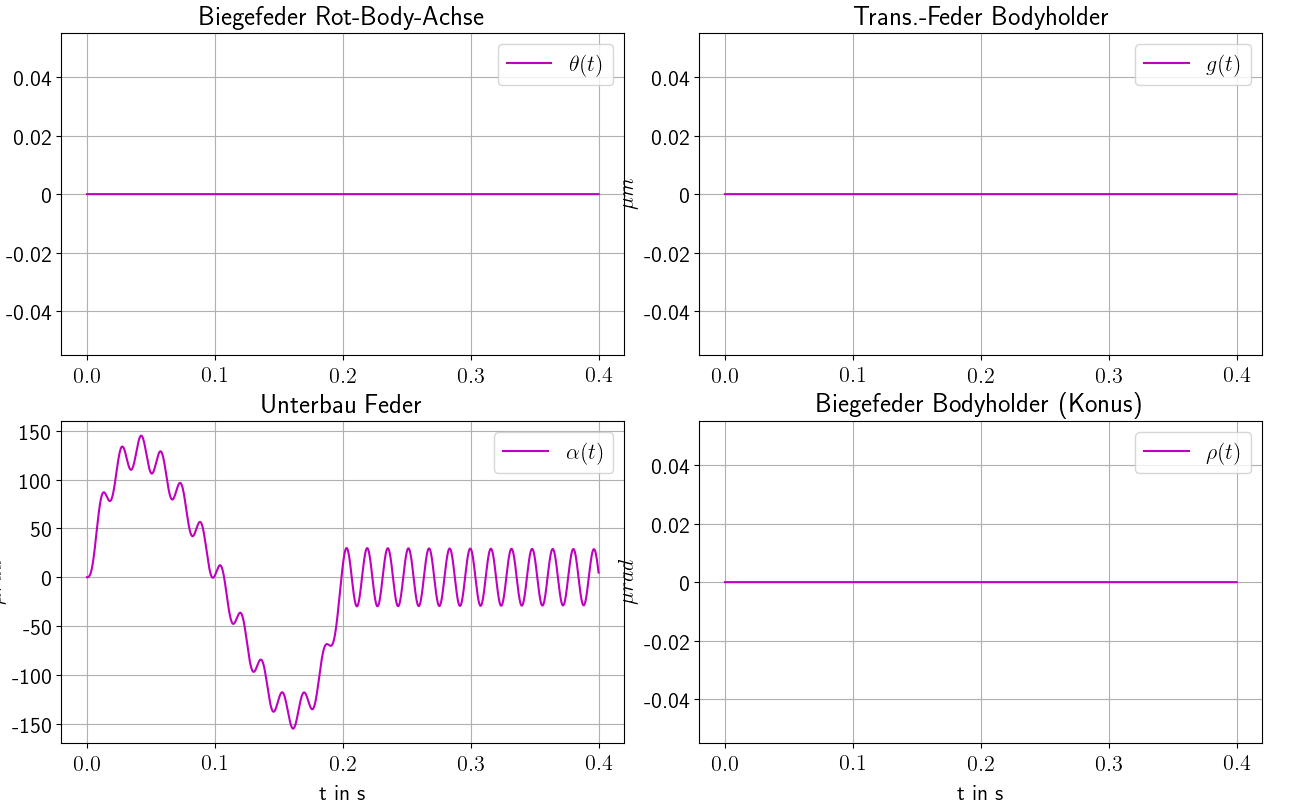 Biegefeder Rot-Body-Achse
θ(t)
0.04
0.02
0
-0.02
-0.04
0.0 0.1 0.2 0.3 0.4
Trans.-Feder Bodyholder
g(t)
μm
0.04
0.02
0
-0.02
-0.04
0.0 0.1 0.2 0.3 0.4
Unterbau Feder
α(t)
150
100
50
0
-50
-100
-150
0.0 0.1 0.2 0.3 0.4
t in s
Biegefeder Bodyholder (Konus)
ρ(t)
μrad
0.04
0.02
0
-0.02
-0.04
0.0 0.1 0.2 0.3 0.4
t in s